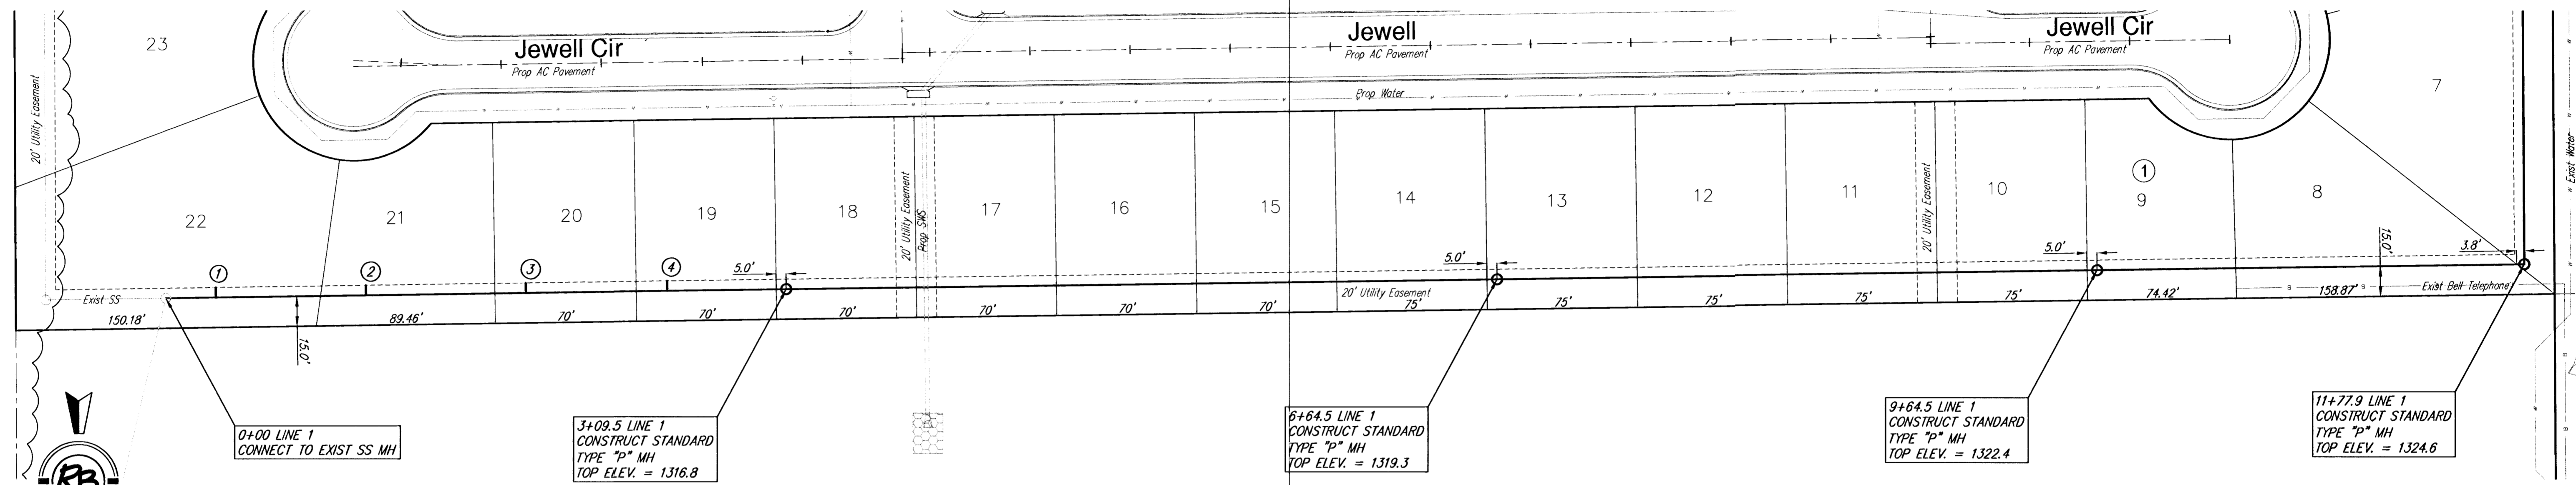 23
Jewell Cir
Prop AC Pavement
Jewell
Prop AC Pavement
Jewell Cir
Prop AC Pavement
7
20' Utility Easement
Prop Water
Exist Water
22
21
20
19
18
20' Utility Easement
Prop SWS
17
16
15
14
13
12
11
20' Utility Easement
10
1
9
8
1
2
3
4
5.0'
5.0'
5.0'
3.8'
15.0'
Exist SS
20' Utility Easement
Exist Bell Telephone
150.18'
89.46'
70'
70'
70'
70'
70'
70'
75'
75'
75'
75'
75'
74.42'
158.87'
15.0'
0+00 LINE 1
CONNECT TO EXIST SS MH
3+09.5 LINE 1
CONSTRUCT STANDARD
TYPE "P" MH
TOP ELEV. = 1316.8
6+64.5 LINE 1
CONSTRUCT STANDARD
TYPE "P" MH
TOP ELEV. = 1319.3
9+64.5 LINE 1
CONSTRUCT STANDARD
TYPE "P" MH
TOP ELEV. = 1322.4
11+77.9 LINE 1
CONSTRUCT STANDARD
TYPE "P" MH
TOP ELEV. = 1324.6
RB